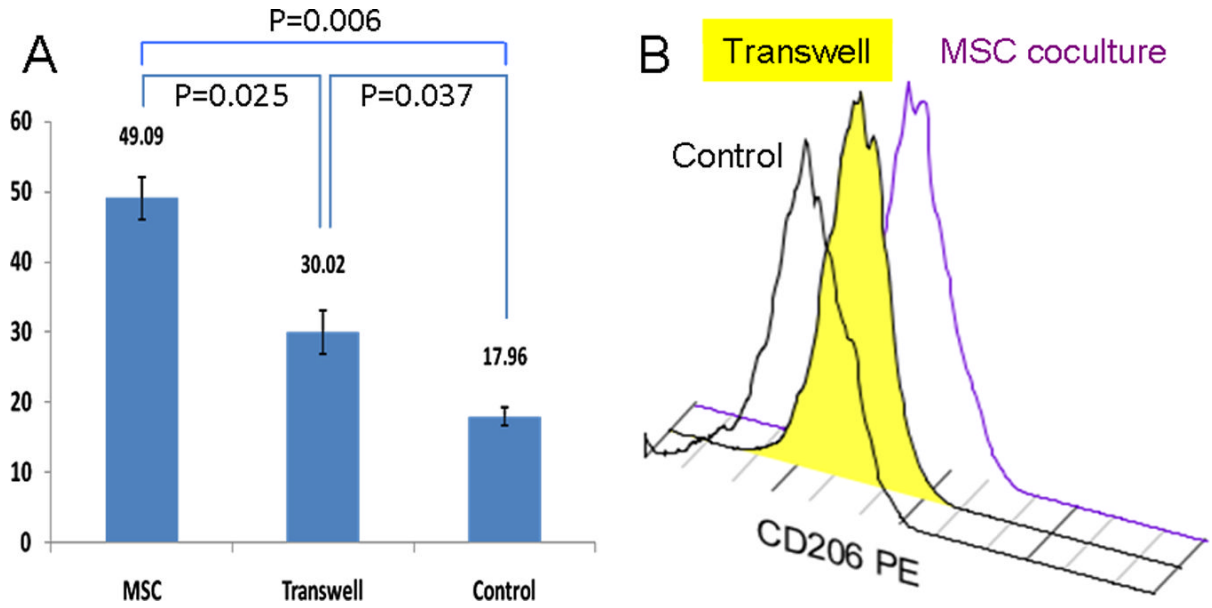 A
P=0.006
P=0.025
P=0.037
60
50
40
30
20
10
0
49.09
30.02
17.96
MSC
Transwell
Control
B
Transwell
MSC coculture
Control
CD206 PE